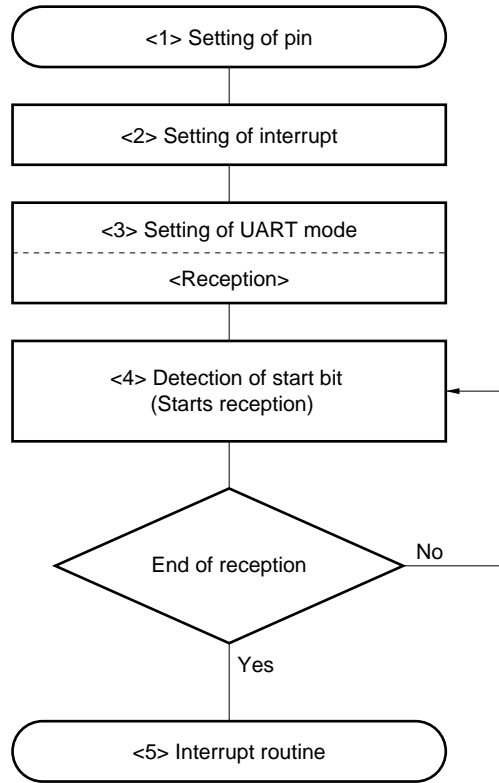 <1> Setting of pin
<2> Setting of interrupt
<3> Setting of UART mode
<Reception>
<4> Detection of start bit
(Starts reception)
End of reception
No
Yes
<5> Interrupt routine